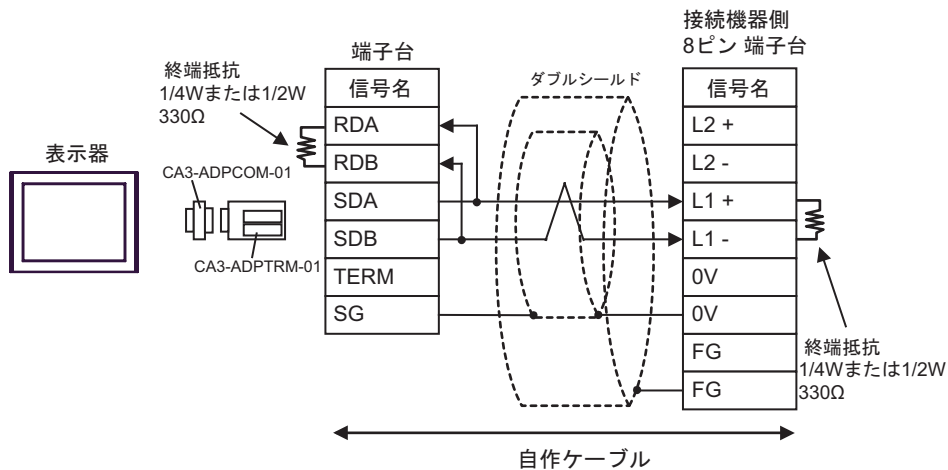 接続機器側
8ピン 端子台
端子台
ダブルシールド
終端抵抗
1/4Wまたは1/2W
330Ω
信号名
信号名
RDA
L2 +
表示器
RDB
L2 -
CA3-ADPCOM-01
SDA
L1 +
SDB
L1 -
CA3-ADPTRM-01
TERM
0V
SG
0V
FG
終端抵抗
1/4Wまたは1/2W
330Ω
FG
自作ケーブル